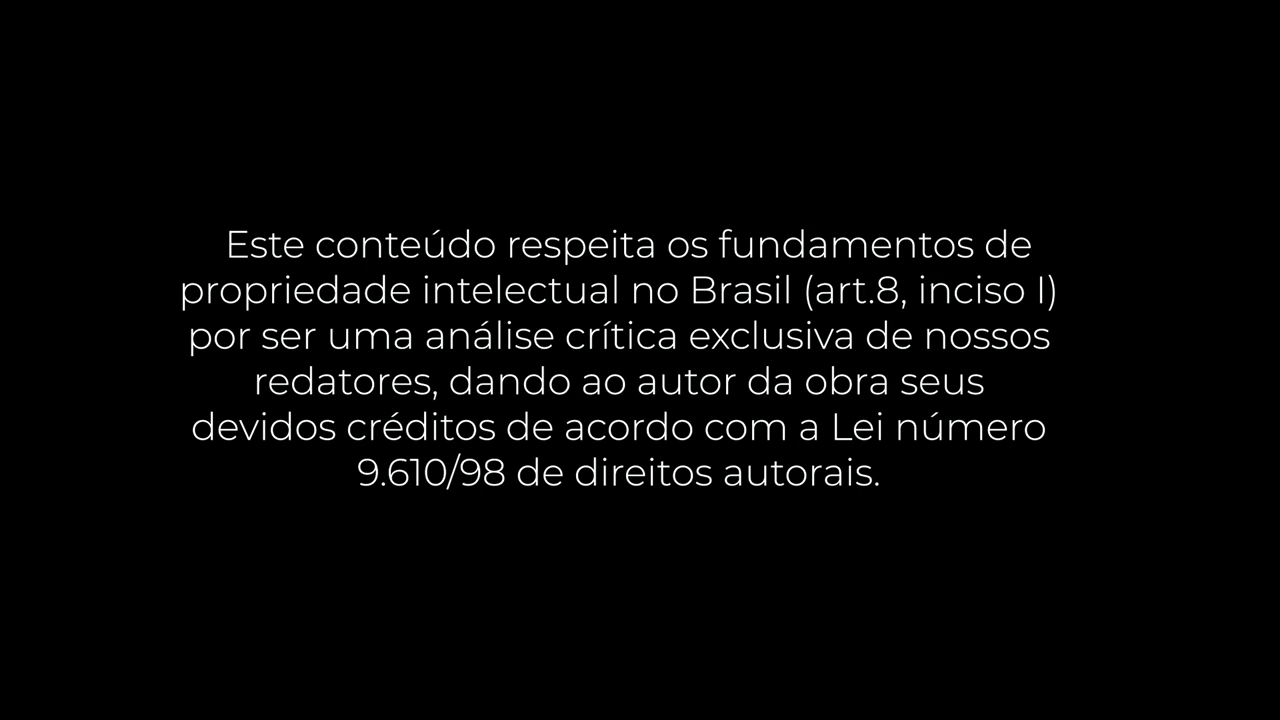 Este conteúdo respeita os fundamentos de
propriedade intelectual no Brasil (art.8, inciso I)
por ser uma análise crítica exclusiva de nossos
redatores, dando ao autor da obra seus
devidos créditos de acordo com a Lei número
9.610/98 de direitos autorais.